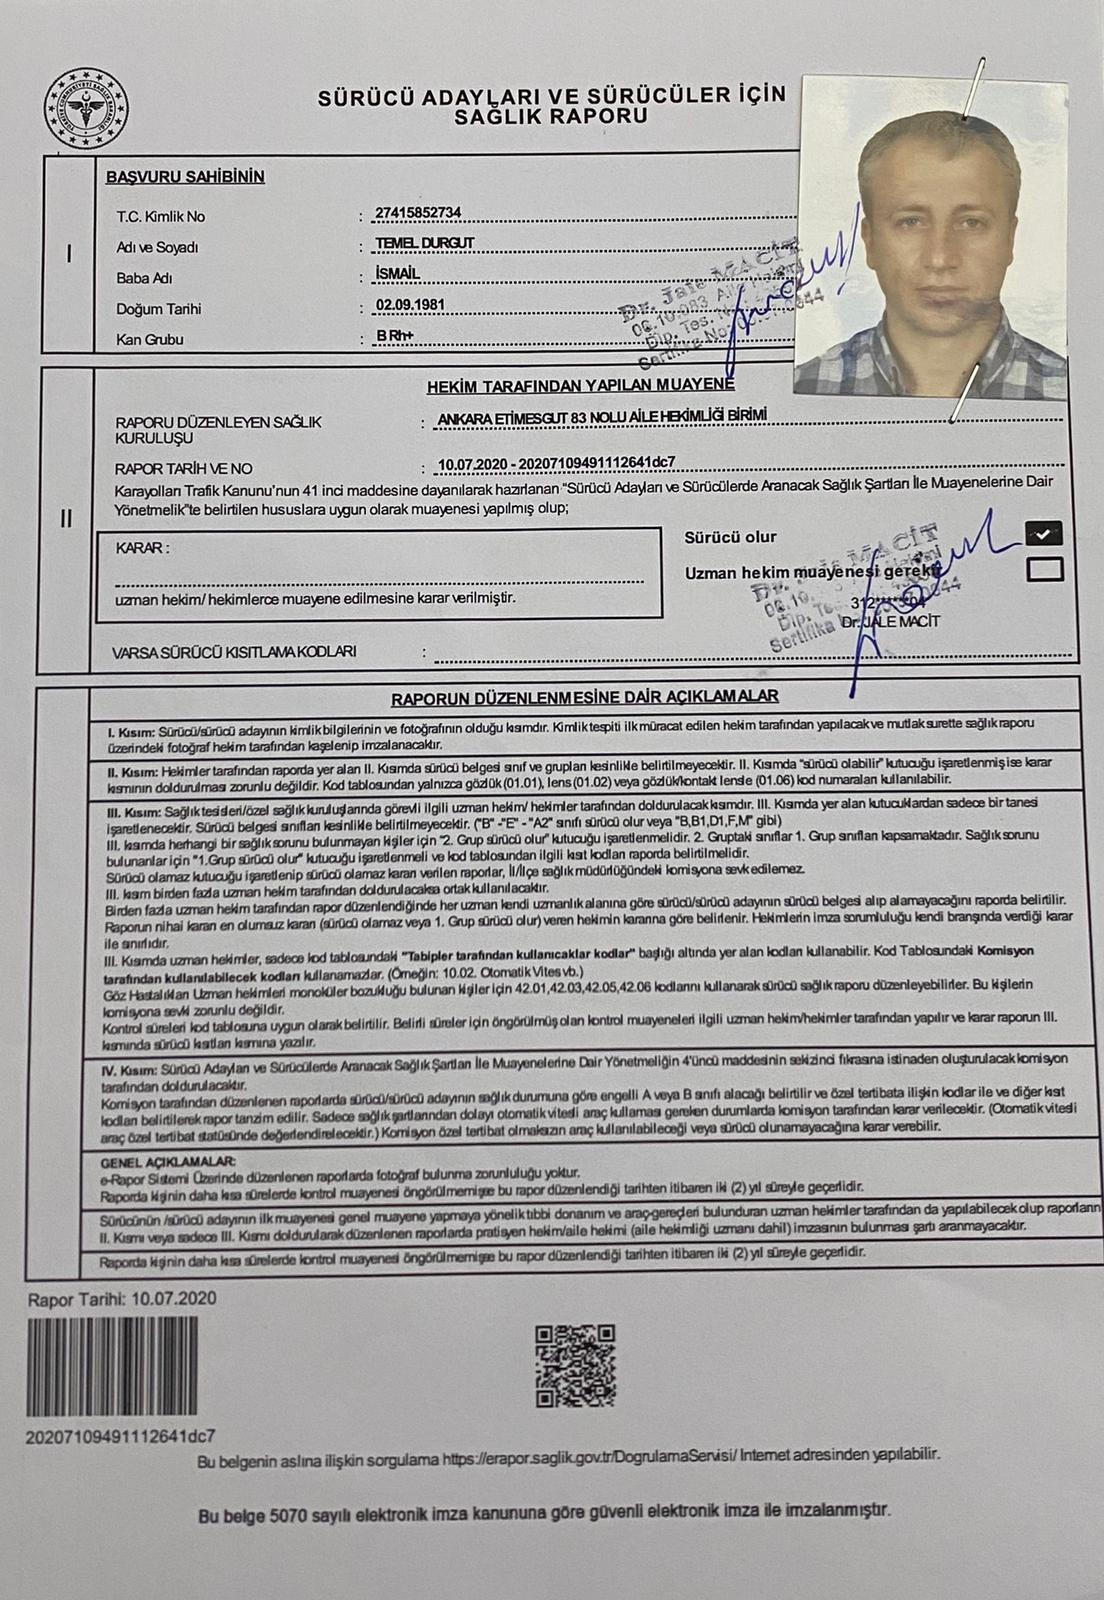 SÜRÜCÜ ADAYLARI VE SÜRÜCÜLER İÇİN
SAĞLIK RAPORU
I
BAŞVURU SAHİBİNİN
T.C. Kimlik No : 27415852734
Adı ve Soyadı : TEMEL DURGUT
Baba Adı : İSMAİL
Doğum Tarihi : 02.09.1981
Kan Grubu : B Rh+
Dr. Jale MACİT
Dip. Tes.
Sertifika No:
II
HEKİM TARAFINDAN YAPILAN MUAYENE
RAPORU DÜZENLEYEN SAĞLIK
KURULUŞU : ANKARA ETİMESGUT 83 NOLU AİLE HEKİMLİĞİ BİRİMİ
RAPOR TARİH VE NO : 10.07.2020 - 20207109491112641dc7
Karayolları Trafik Kanunu'nun 41 inci maddesine dayanılarak hazırlanan "Sürücü Adayları ve Sürücülerde Aranacak Sağlık Şartları İle Muayenelerine Dair
Yönetmelik"te belirtilen hususlara uygun olarak muayenesi yapılmış olup;
KARAR :
uzman hekim/ hekimlerce muayene edilmesine karar verilmiştir.
Sürücü olur
Uzman hekim muayenesi gerekir
Dr. JALE MACİT
VARSA SÜRÜCÜ KISITLAMA KODLARI :
RAPORUN DÜZENLENMESİNE DAİR AÇIKLAMALAR
I. Kısım: Sürücü/sürücü adayının kimlik bilgilerinin ve fotoğrafının olduğu kısımdır. Kimlik tespiti ilk müracat edilen hekim tarafından yapılacak ve mutlak surette sağlık raporu
üzerindeki fotoğraf hekim tarafından kaşelenip imzalanacaktır.
II. Kısım: Hekimler tarafından raporda yer alan II. Kısımda sürücü belgesi sınıf ve grupları kesinlikle belirtilmeyecektir. II. Kısımda "sürücü olabilir" kutucuğu işaretlenmiş ise karar
kısmının doldurulması zorunlu değildir. Kod tablosundan yalnızca gözlük (01.01), lens (01.02) veya gözlük/kontakt lensle (01.06) kod numaraları kullanılabilir.
III. Kısım: Sağlık tesisleri/özel sağlık kuruluşlarında görevli ilgili uzman hekim/ hekimler tarafından doldurulacak kısımdır. III. Kısımda yer alan kutucuklardan sadece bir tanesi
işaretlenecektir. Sürücü belgesi sınıfları kesinlikle belirtilmeyecek. ("B" -"E" - "A2" sınıfı sürücü olur veya "B,B1,D1,F,M" gibi)
III. kısımda herhangi bir sağlık sorunu bulunmayan kişiler için "2. Grup sürücü olur" kutucuğu işaretlenmelidir. 2. Gruptaki sınıflar 1. Grup sınıfları kapsamaktadır. Sağlık sorunu
bulunanlar için "1.Grup sürücü olur" kutucuğu işaretlenmeli ve kod tablosundan ilgili kısıt kodları raporda belirtilmelidir.
Sürücü olamaz kutucuğu işaretlenip sürücü olamaz kararı verilen raporlar, İl/İlçe sağlık müdürlüğündeki komisyona sevk edilemez.
III. kısım birden fazla uzman hekim tarafından doldurulacaksa ortak kullanılacaktır.
Birden fazla uzman hekim tarafından rapor düzenlendiğinde her uzman kendi uzmanlık alanına göre sürücü/sürücü adayının sürücü belgesi alıp alamayacağını raporda belirtilir.
Raporun nihai kararı en olumsuz kararı (sürücü olamaz veya 1. Grup sürücü olur) veren hekimin kararına göre belirlenir. Hekimlerin imza sorumluluğu kendi branşında verdiği karar
ile sınırlıdır.
III. Kısımda uzman hekimler, sadece kod tablosundaki "Tabipler tarafından kullanıcaklar kodlar" başlığı altında yer alan kodları kullanabilir. Kod Tablosundaki Komisyon
tarafından kullanılabilecek kodları kullanamazlar. (Örneğin: 10.02. Otomatik Vites vb.)
Göz Hastalıkları Uzman hekimleri monoküler bozukluğu bulunan kişiler için 42.01,42.03,42.05,42.06 kodlarını kullanarak sürücü sağlık raporu düzenleyebilirler. Bu kişilerin
komisyona sevki zorunlu değildir.
Kontrol süreleri kod tablosuna uygun olarak belirtilir. Belirli süreler için öngörülmüş olan kontrol muayeneleri ilgili uzman hekim/hekimler tarafından yapılır ve karar raporun III.
kısmında sürücü kısıtları kısmına yazılır.
IV. Kısım: Sürücü Adayları ve Sürücülerde Aranacak Sağlık Şartları İle Muayenelerine Dair Yönetmeliğin 4'üncü maddesinin sekizinci fıkrasına istinaden oluşturulacak komisyon
tarafından doldurulacaktır.
Komisyon tarafından düzenlenen raporlarda sürücü/sürücü adayının sağlık durumuna göre engelli A veya B sınıfı alacağı belirtilir ve özel tertibata ilişkin kodlar ile ve diğer kısıt
kodları belirtilerek rapor tanzim edilir. Sadece sağlık şartlarından dolayı otomatik vitesli araç kullaması gereken durumlarda komisyon tarafından karar verilecektir. (Otomatik vitesli
araç özel tertibat statüsünde değerlendirelecektir.) Komisyon özel tertibat olmaksızın araç kullanılabileceği veya sürücü olunamayacağına karar verebilir.
GENEL AÇIKLAMALAR:
e-Rapor Sistemi Üzerinde düzenlenen raporlarda fotoğraf bulunma zorunluluğu yoktur.
Raporda kişinin daha kısa sürelerde kontrol muayenesi öngörülmemişse bu rapor düzenlendiği tarihten itibaren iki (2) yıl süreyle geçerlidir.
Sürücünün /sürücü adayının ilk muayenesi genel muayene yapmaya yönelik tıbbi donanım ve araç-gereçleri bulunduran uzman hekimler tarafından da yapılabilecek olup raporların
II. Kısmı veya sadece III. Kısmı doldurularak düzenlenen raporlarda pratisyen hekim/aile hekimi (aile hekimliği uzmanı dahil) imzasının bulunması şartı aranmayacaktır.
Raporda kişinin daha kısa sürelerde kontrol muayenesi öngörülmemişse bu rapor düzenlendiği tarihten itibaren iki (2) yıl süreyle geçerlidir.
Rapor Tarihi: 10.07.2020
20207109491112641dc7
Bu belgenin aslına ilişkin sorgulama https://erapor.saglik.gov.tr/DogrulamaServisi/ Internet adresinden yapılabilir.
Bu belge 5070 sayılı elektronik imza kanununa göre güvenli elektronik imza ile imzalanmıştır.